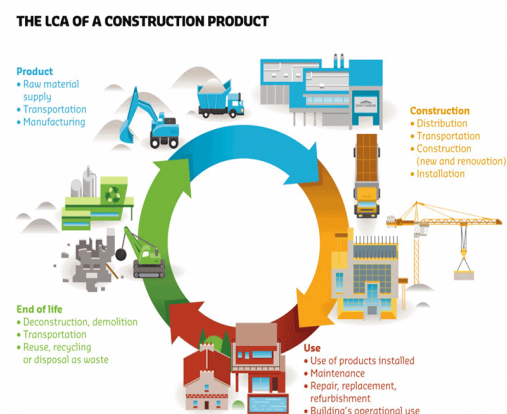 THE LCA OF A CONSTRUCTION PRODUCT
Product
• Raw material
supply
• Transportation
• Manufacturing
Construction
• Distribution
• Transportation
• Construction
(new and renovation)
• Installation
End of life
• Deconstruction, demolition
• Transportation
• Reuse, recycling
or disposal as waste
Use
• Use of products installed
• Maintenance
• Repair, replacement,
refurbishment
• Building's operational use